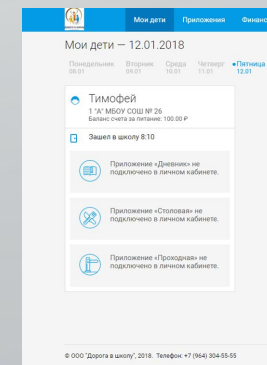 Мои дети Приложения Финанс
Мои дети — 12.01.2018
Понедельник Вторник Среда Четверг Пятница
08.01 09.01 10.01 11.01 13.01
Тимофей
1 "А" МБОУ СОШ № 26
Баланс счета за питание: 100.00 ₽
Зашел в школу 8:10
Приложение «Дневник» не
подключено в личном кабинете.
Приложение «Столовая» не
подключено в личном кабинете.
Приложение «Проходная» не
подключено в личном кабинете.
© ООО "Дорога в школу", 2018. Телефон: +7 (964) 304-55-55